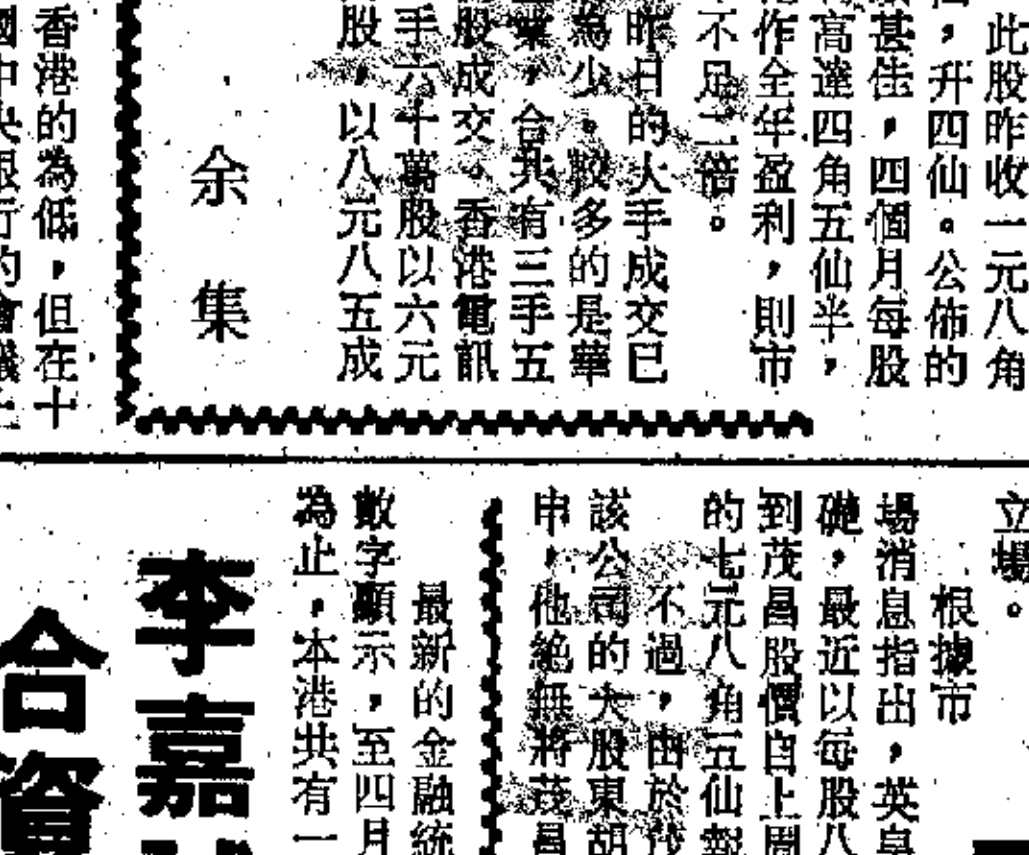 此股昨收一元八角
，升四仙。公佈的
甚佳，四個月每股
高達四角五仙半，
作全年盈利，則市
不足二倍。
昨日的大手成交已
為少。較多的是華
業，合共有三手五
股成交。香港電訊
手六十萬股以六元
股，以八元八五成
余集
香港的為低，但在十
國中央銀行的會議上
立場。
根據市
場消息指出，英皇
礎，最近以每股八
到茂昌股價自上周
的七元八角五仙報
不過，由於茂
該公司的大股東胡
申，他絕無將茂昌
最新的金融統
數字顯示，至四月
為止，本港共有一
李嘉
合資